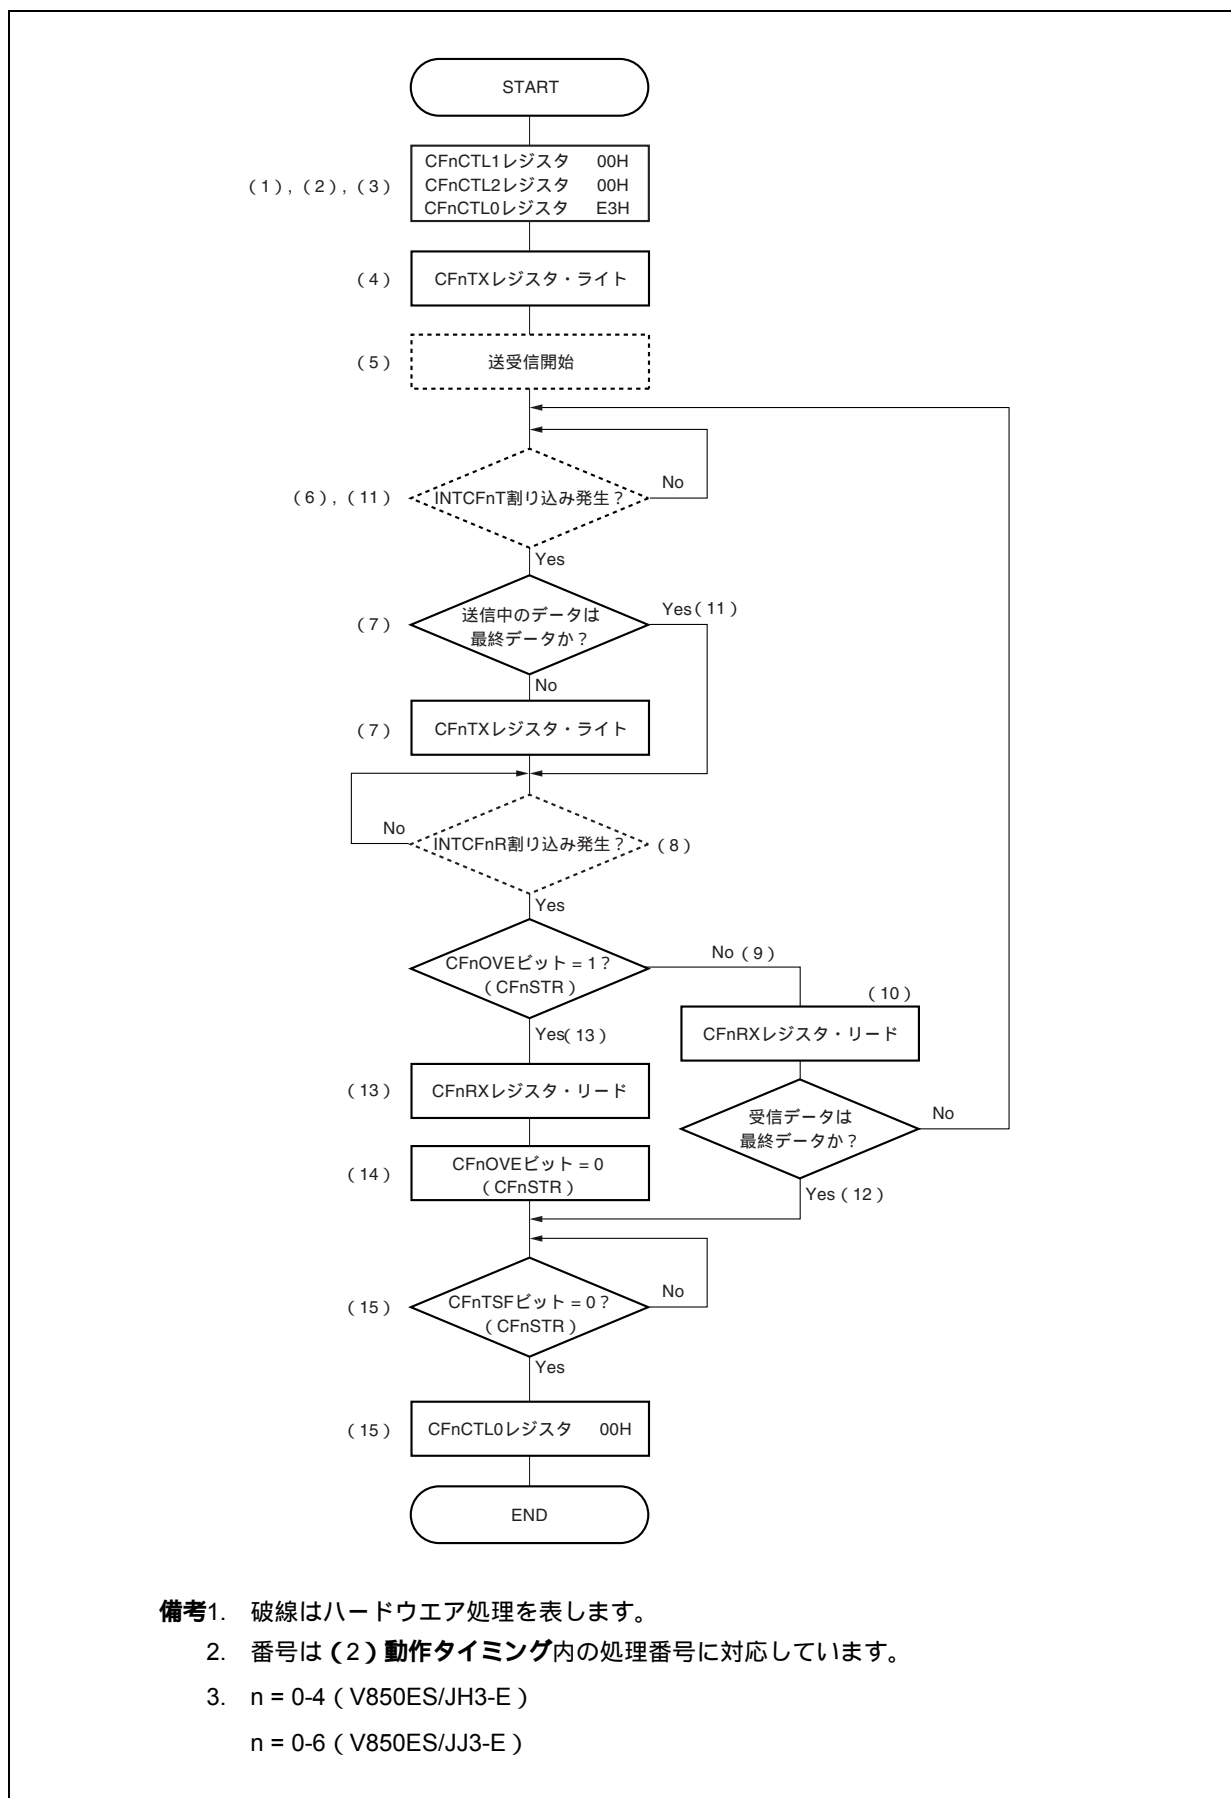 START
CFnCTL1レジスタ 00H
CFnCTL2レジスタ 00H
CFnCTL0レジスタ E3H
(1), (2), (3)
(4)
CFnTXレジスタ・ライト
(5)
送受信開始
(6), (11)
INTCFnT割り込み発生?
No
Yes
(7)
送信中のデータは
最終データか?
Yes(11)
No
(7)
CFnTXレジスタ・ライト
No
INTCFnR割り込み発生?
(8)
Yes
CFnOVEビット = 1?
(CFnSTR)
No(9)
(10)
CFnRXレジスタ・リード
Yes(13)
(13)
CFnRXレジスタ・リード
受信データは
最終データか?
No
(14)
CFnOVEビット = 0
(CFnSTR)
Yes(12)
(15)
CFnTSFビット = 0?
(CFnSTR)
No
Yes
(15)
CFnCTL0レジスタ 00H
END
備考1. 破線はハードウエア処理を表します。
2. 番号は(2)動作タイミング内の処理番号に対応しています。
3. n = 0-4(V850ES/JH3-E)
n = 0-6(V850ES/JJ3-E)